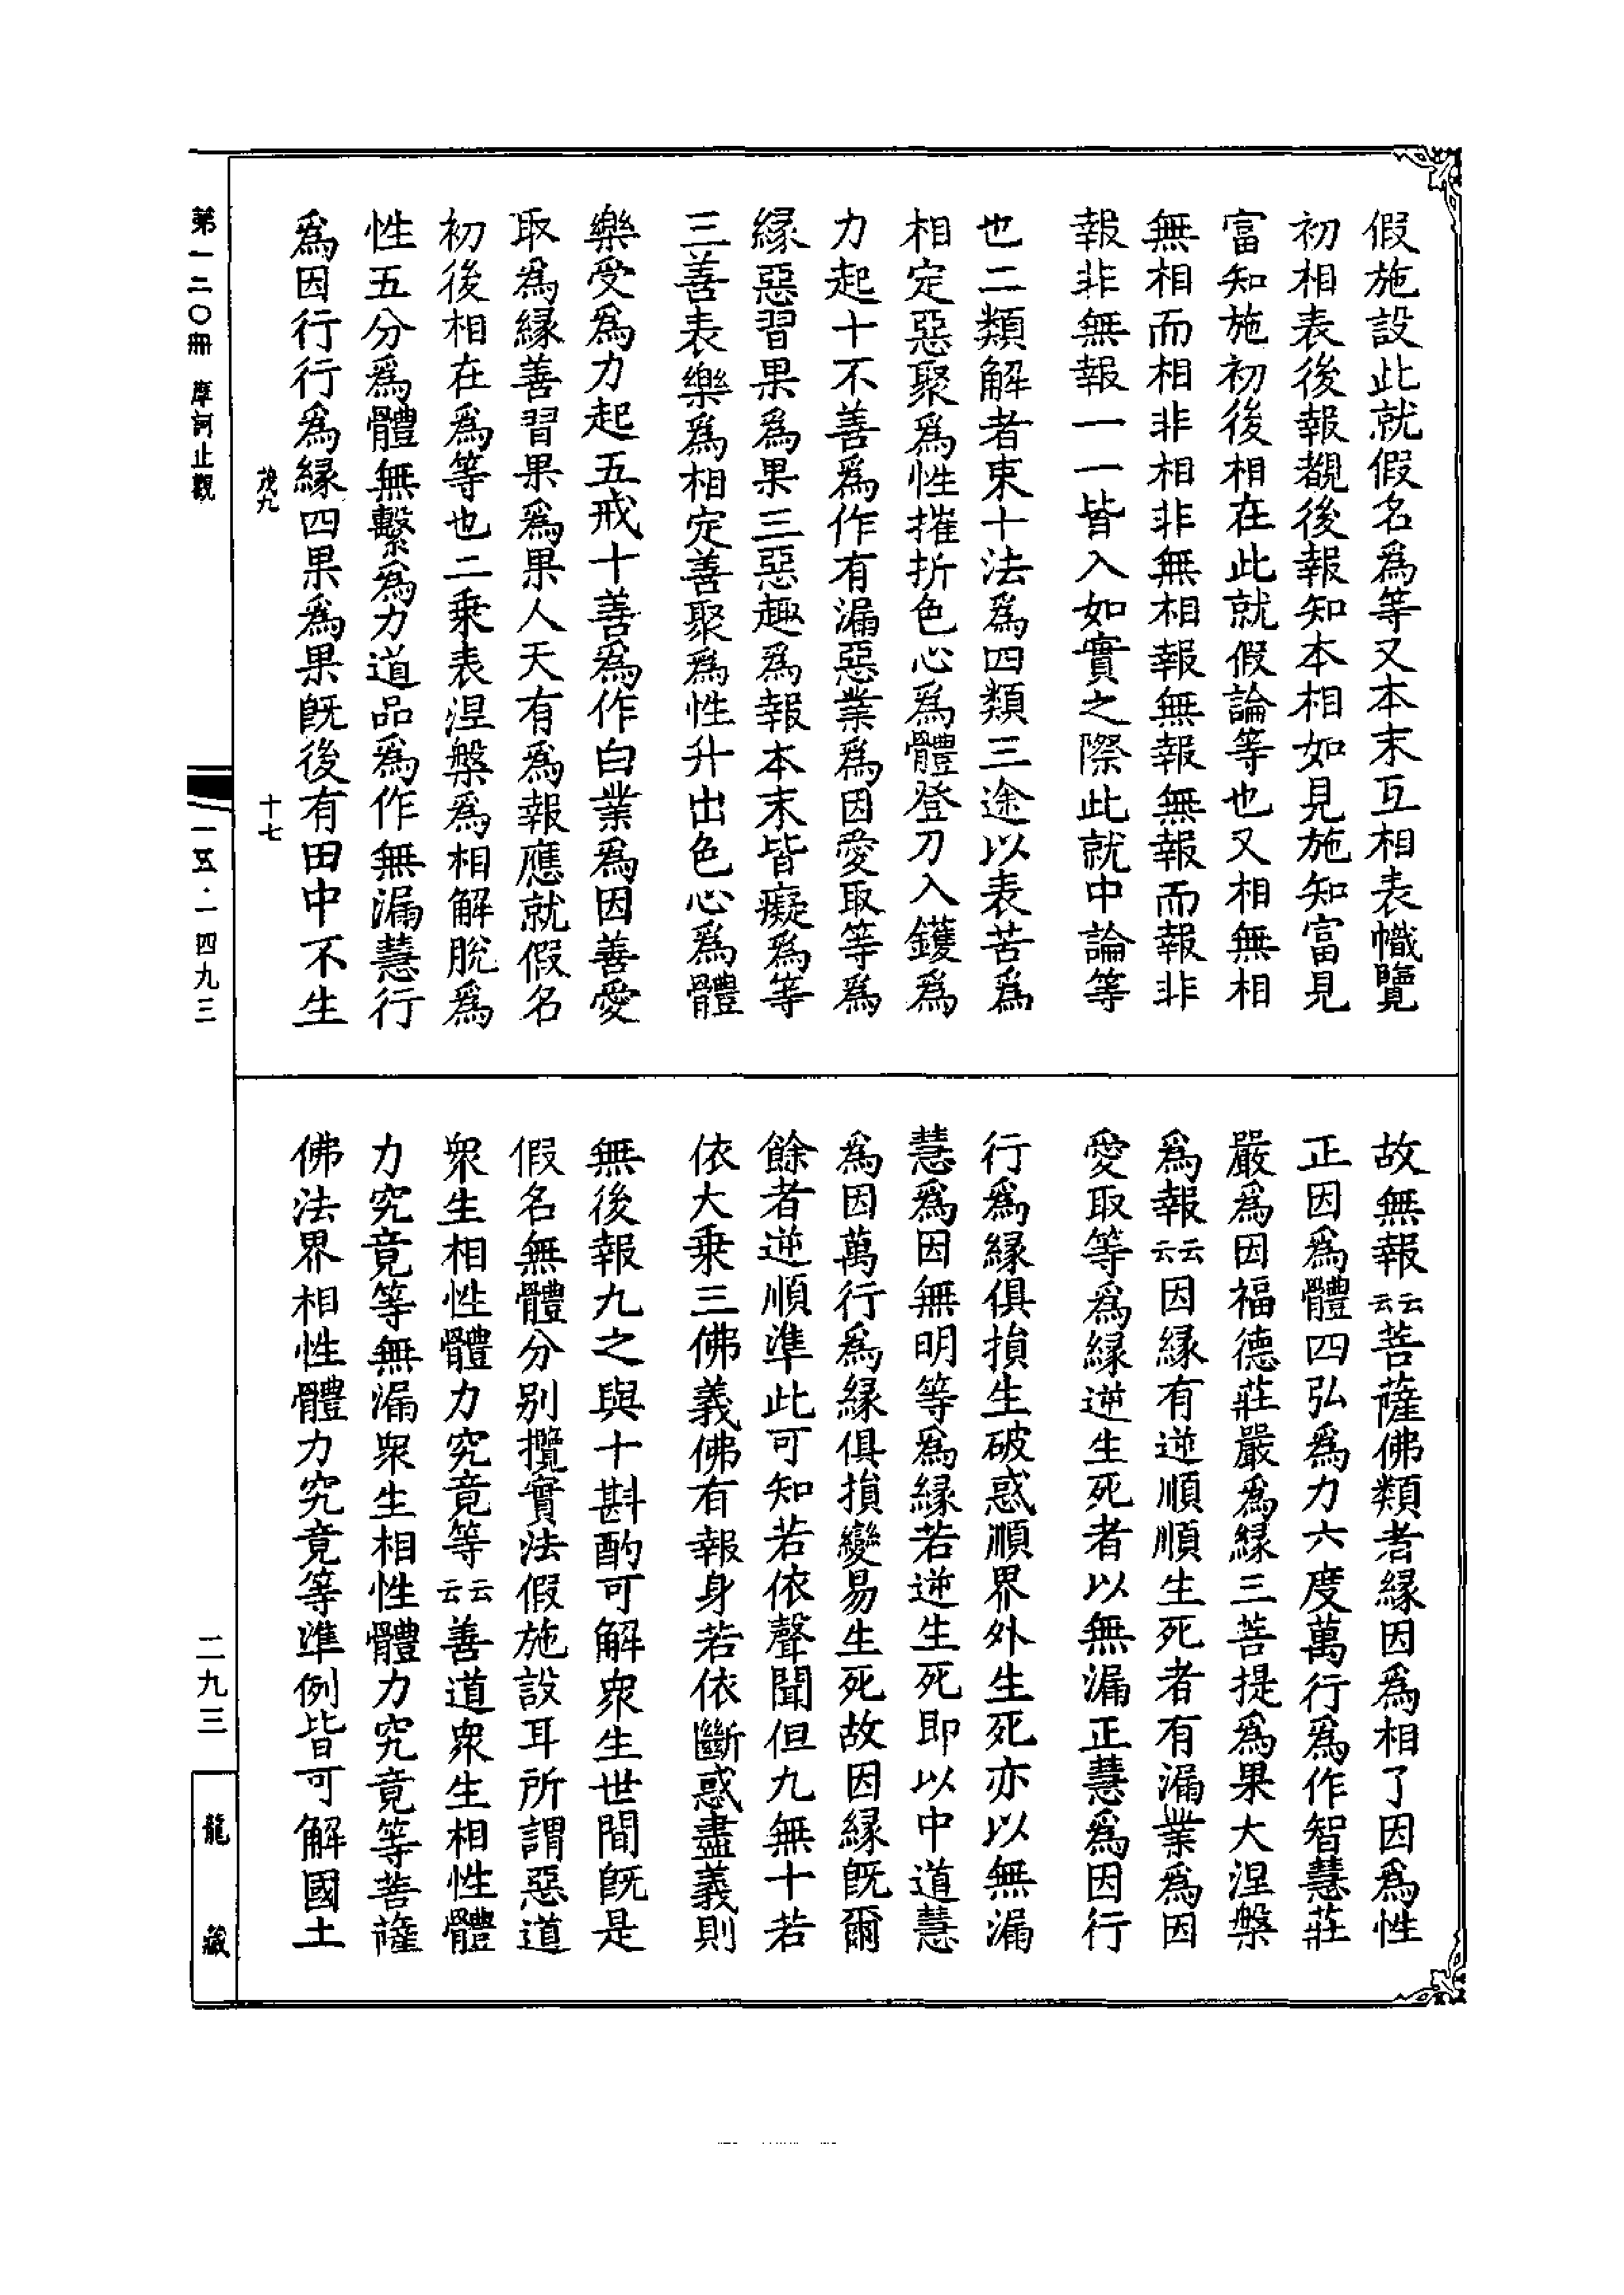 假施設此就假名爲等又本末互相表幟覽
初相表後報覩後報知本相如見施知富見
富知施初後相在此就假論等也又相無相
無相而相非相非無相報無報無報而報非
報非無報一一皆入如實之際此就中論等
也二類解者束十法爲四類三途以表苦爲
相定惡聚爲性摧折色心爲體登刀入鑊爲
力起十不善爲作有漏惡業爲因愛取等爲
緣惡習果爲果三惡趣爲報本末皆癡爲等
三善表樂爲相定善聚爲性升出色心爲體
樂受爲力起五戒十善爲作白業爲因善愛
取爲緣善習果爲果人天有爲報應就假名
初後相在爲等也二乘表涅槃爲相解脫爲
性五分爲體無繫爲力道品爲作無漏慧行
爲因行行爲緣四果爲果旣後有田中不生
茂九
十七
故無報云云菩薩佛類者緣因爲相了因爲性
正因爲體四弘爲力六度萬行爲作智慧莊
嚴爲因福德莊嚴爲緣三菩提爲果大涅槃
爲報云云因緣有逆順順生死者有漏業爲因
愛取等爲緣逆生死者以無漏正慧爲因行
行爲緣俱損生破惑順界外生死亦以無漏
慧爲因無明等爲緣若逆生死即以中道慧
爲因萬行爲緣俱損變易生死故因緣旣爾
餘者逆順準此可知若依聲聞但九無十若
依大乘三佛義佛有報身若依斷惑盡義則
無後報九之與十斟酌可解衆生世間旣是
假名無體分別攬實法假施設耳所謂惡道
衆生相性體力究竟等云云善道衆生相性體
力究竟等無漏衆生相性體力究竟等菩薩
佛法界相性體力究竟等準例皆可解國土
第一二〇冊 摩訶止觀
一五·一四九三
二九三
龍藏